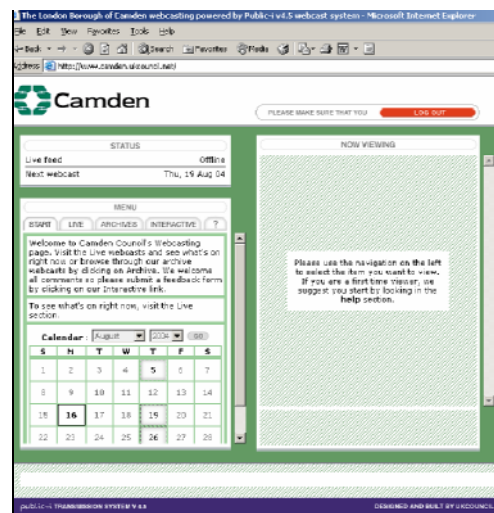 The London Borough of Camden webcasting powered by Public-i v4.5 webcast system - Microsoft Internet Explorer
File Edit View Favorites Tools Help
Back Search Favorites Media
Address http://www.camden.ukcouncil.net/
Camden
PLEASE MAKE SURE THAT YOU LOG OUT
STATUS
Live feed Offline
Next webcast Thu, 19 Aug 04
NOW VIEWING
MENU
START LIVE ARCHIVES INTERACTIVE ?
Welcome to Camden Council's Webcasting
page. Visit the Live webcasts and see what's on
right now or browse through our archive
webcasts by clicking on Archive. We welcome
all comments so please submit a feedback form
by clicking on our Interactive link.
To see what's on right now, visit the Live
section.
Please use the navigation on the left
to select the item you want to view.
If you are a first time viewer, we
suggest you start by looking in the
help section.
Calendar: August 2004 GO
S M T W T F S
1 2 3 4 5 6 7
8 9 10 11 12 13 14
15 16 17 18 19 20 21
22 23 24 25 26 27 28
public-i TRANSMISSION SYSTEM V 4.5
DESIGNED AND BUILT BY UKCOUNCIL